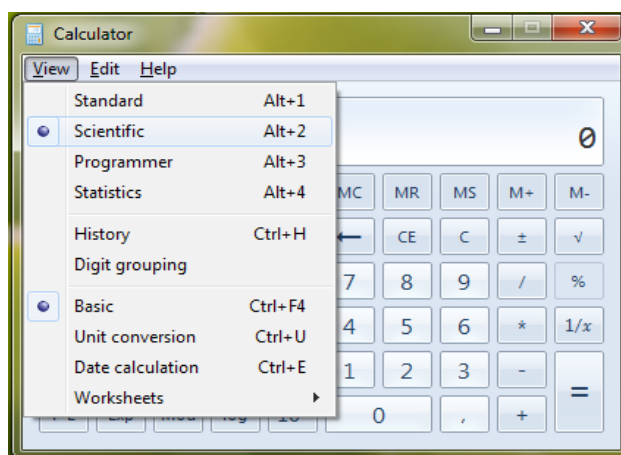 Calculator
View Edit Help
Standard Alt+1
Scientific Alt+2
Programmer Alt+3
Statistics Alt+4
History Ctrl+H
Digit grouping
Basic Ctrl+F4
Unit conversion Ctrl+U
Date calculation Ctrl+E
Worksheets
0
MC MR MS M+ M-
← CE C ± √
7 8 9 / %
4 5 6 * 1/x
1 2 3 - =
0 , +